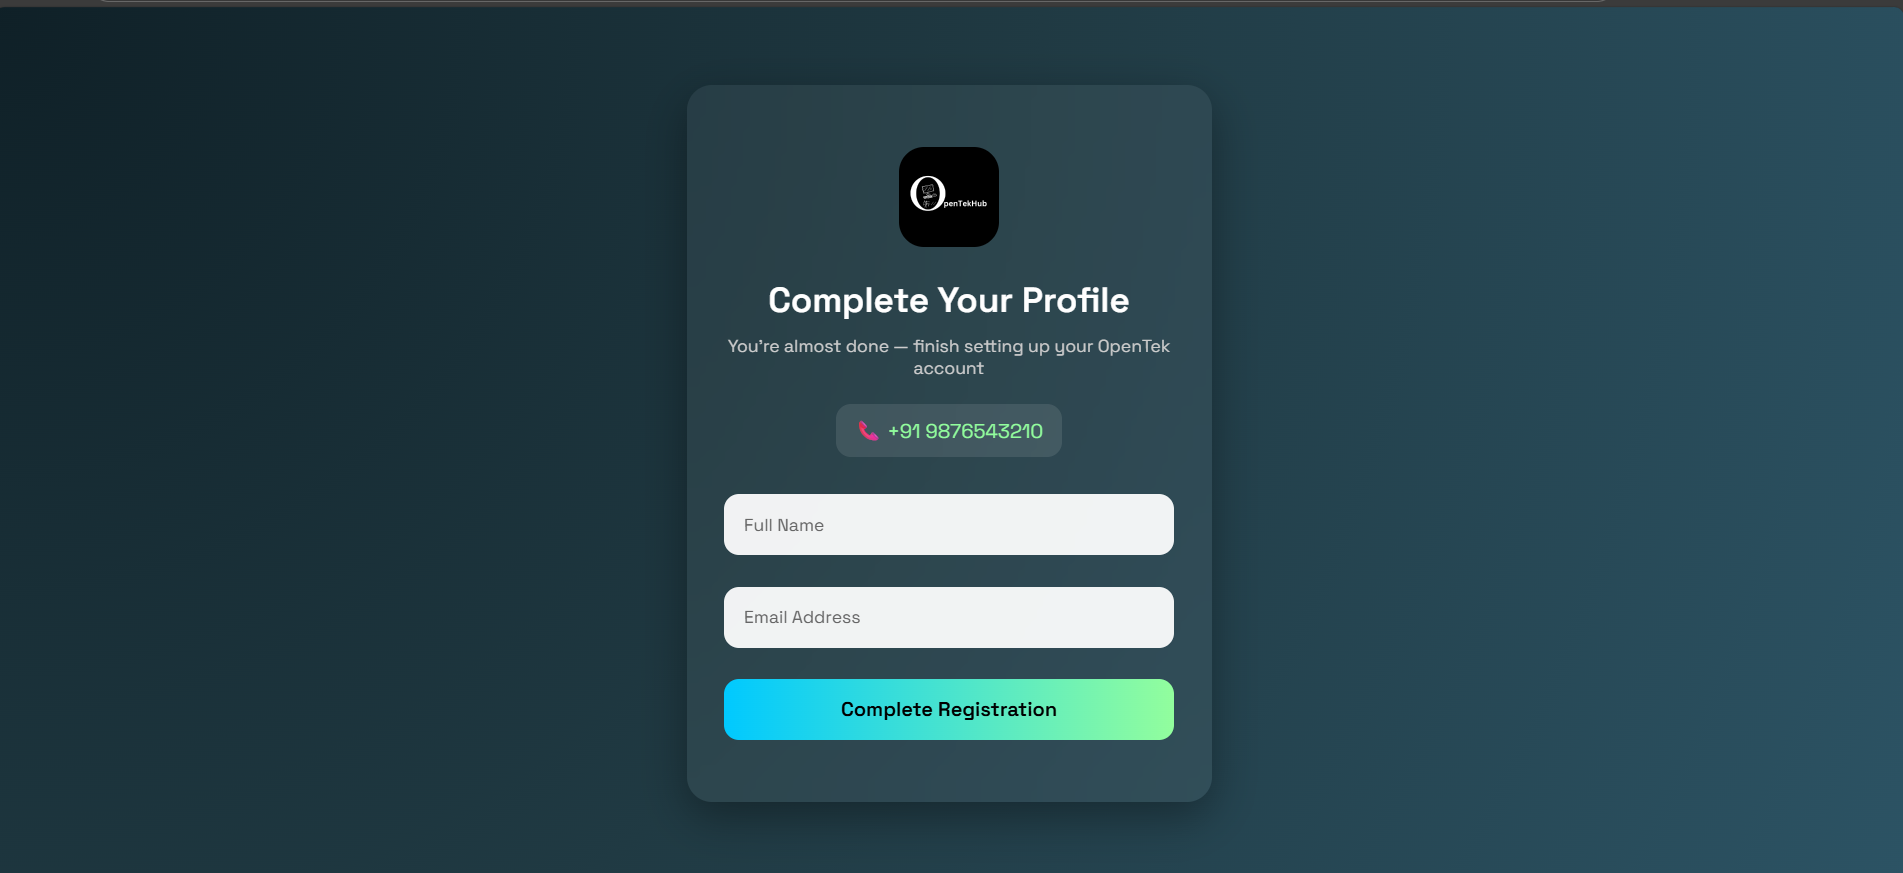 OpenTekHub
Complete Your Profile
You're almost done — finish setting up your OpenTek
account
+91 9876543210
Full Name
Email Address
Complete Registration